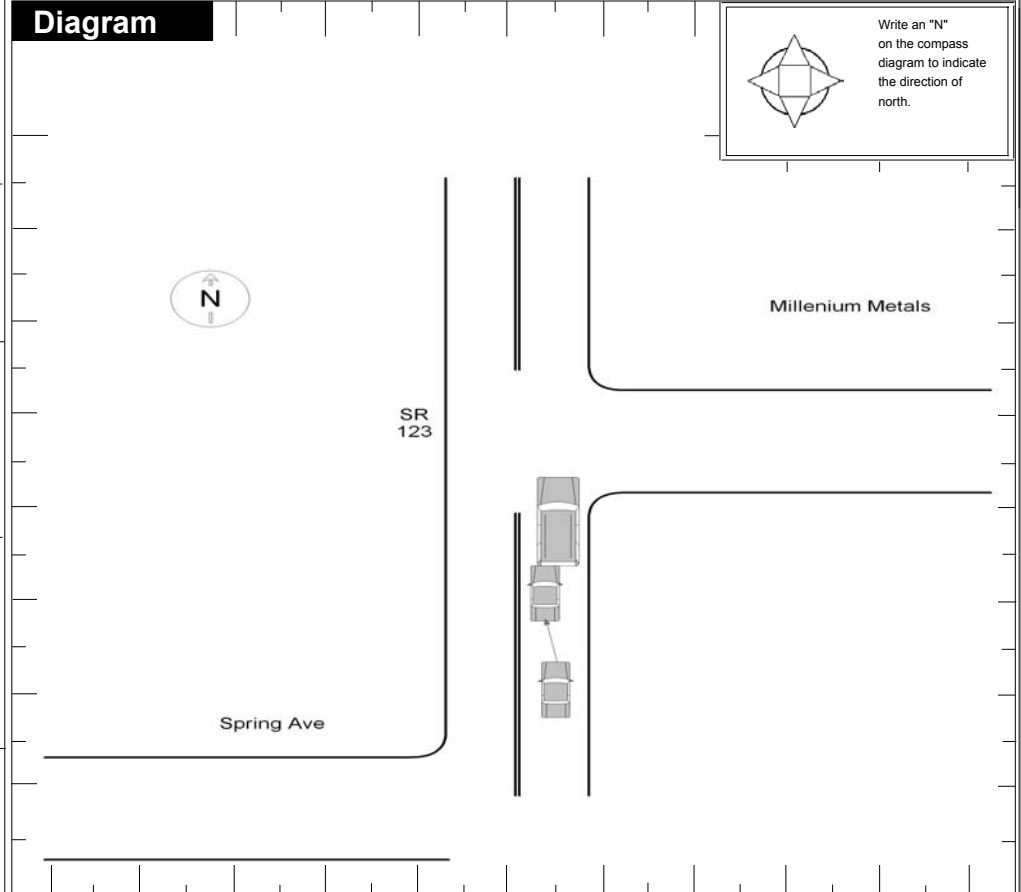 Diagram
Write an "N"
on the compass
diagram to indicate
the direction of
north.
N
Millenium Metals
SR
123
Spring Ave